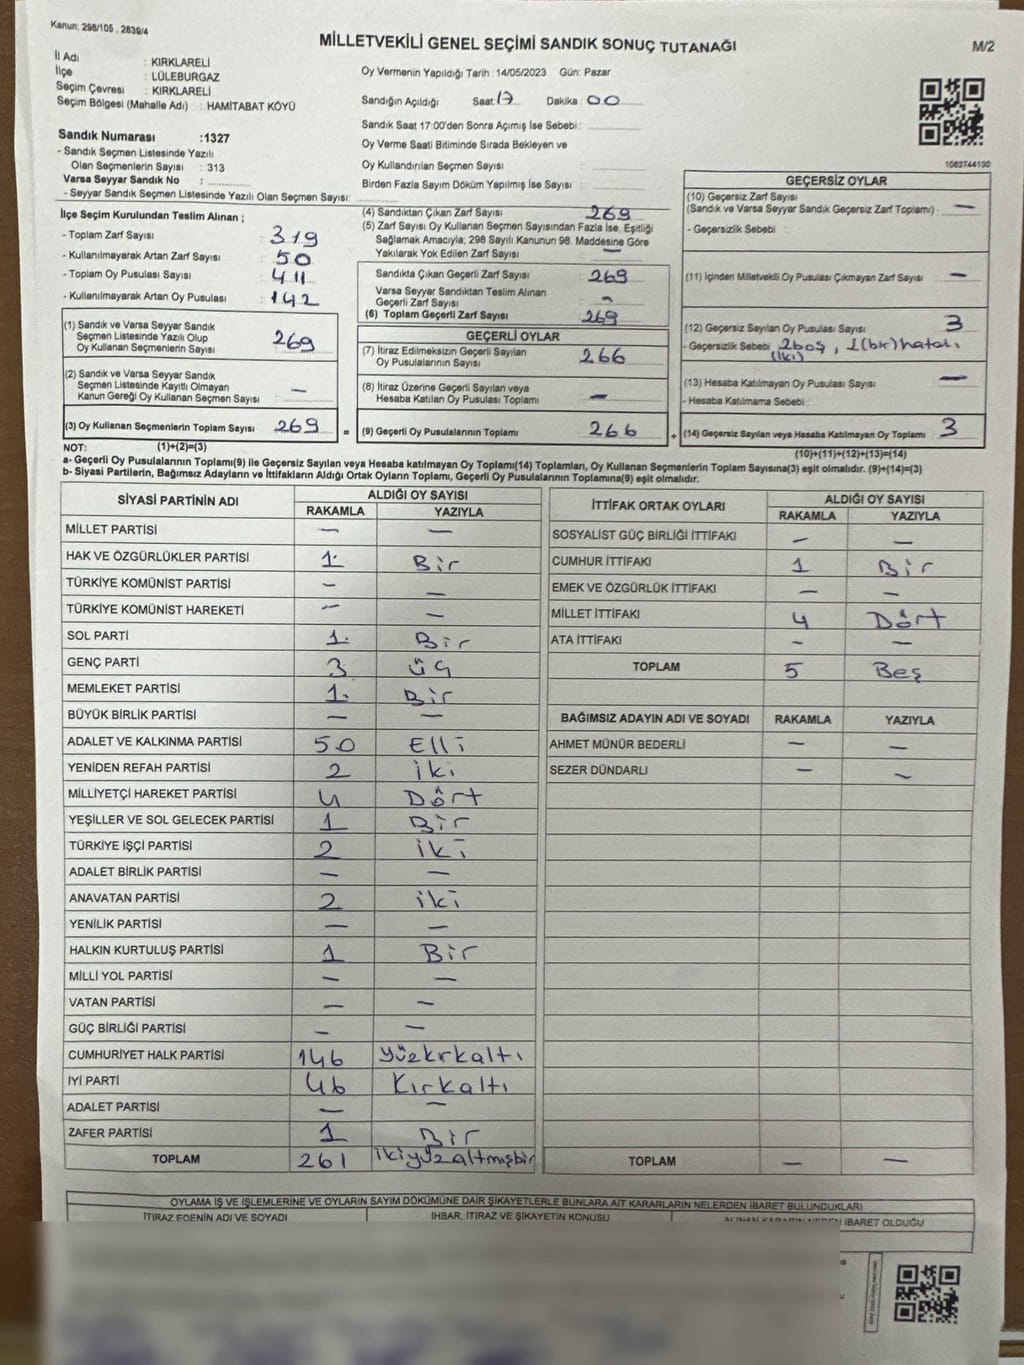 Kanun: 298/105 , 2839/4
MİLLETVEKİLİ GENEL SEÇİMİ SANDIK SONUÇ TUTANAĞI
M/2
İl Adı : KIRKLARELİ
İlçe : LÜLEBURGAZ
Seçim Çevresi : KIRKLARELİ
Seçim Bölgesi (Mahalle Adı) : HAMİTABAT KÖYÜ
Sandık Numarası :1327
- Sandık Seçmen Listesinde Yazılı
Olan Seçmenlerin Sayısı : 313
Varsa Seyyar Sandık No :
- Seyyar Sandık Seçmen Listesinde Yazılı Olan Seçmen Sayısı:
Oy Vermenin Yapıldığı Tarih :14/05/2023 Gün: Pazar
Sandığın Açıldığı Saat: 17 Dakika : 00
Sandık Saat 17:00'den Sonra Açımış İse Sebebi :
Oy Verme Saati Bitiminde Sırada Bekleyen ve
Oy Kullandırılan Seçmen Sayısı :
Birden Fazla Sayım Döküm Yapılmış İse Sayısı :
1063744190
İlçe Seçim Kurulundan Teslim Alınan ;
- Toplam Zarf Sayısı : 319
- Kullanılmayarak Artan Zarf Sayısı : 50
- Toplam Oy Pusulası Sayısı : 411
- Kullanılmayarak Artan Oy Pusulası : 142
(1) Sandık ve Varsa Seyyar Sandık
Seçmen Listesinde Yazılı Olup
Oy Kullanan Seçmenlerin Sayısı : 269
(2) Sandık ve Varsa Seyyar Sandık
Seçmen Listesinde Kayıtlı Olmayan
Kanun Gereği Oy Kullanan Seçmen Sayısı : —
(3) Oy Kullanan Seçmenlerin Toplam Sayısı : 269 =
(1)+(2)=(3)
(4) Sandıktan Çıkan Zarf Sayısı : 269
(5) Zarf Sayısı Oy Kullanan Seçmen Sayısından Fazla İse, Eşitliği
Sağlamak Amacıyla; 298 Sayılı Kanunun 98. Maddesine Göre
Yakılarak Yok Edilen Zarf Sayısı : —
Sandıkta Çıkan Geçerli Zarf Sayısı : 269
Varsa Seyyar Sandıktan Teslim Alınan
Geçerli Zarf Sayısı : -
(6) Toplam Geçerli Zarf Sayısı : 269
GEÇERLİ OYLAR
(7) İtiraz Edilmeksizin Geçerli Sayılan
Oy Pusulalarının Sayısı : 266
(8) İtiraz Üzerine Geçerli Sayılan veya
Hesaba Katılan Oy Pusulası Toplamı : —
(9) Geçerli Oy Pusulalarının Toplamı : 266 +
GEÇERSİZ OYLAR
(10) Geçersiz Zarf Sayısı
(Sandık ve Varsa Seyyar Sandık Geçersiz Zarf Toplamı) : —
- Geçersizlik Sebebi :
(11) İçinden Milletvekili Oy Pusulası Çıkmayan Zarf Sayısı : —
(12) Geçersiz Sayılan Oy Pusulası Sayısı : 3
- Geçersizlik Sebebi : 2boş, 1(bir)hatalı
(iki)
(13) Hesaba Katılmayan Oy Pusulası Sayısı : —
- Hesaba Katılmama Sebebi :
(14) Geçersiz Sayılan veya Hesaba Katılmayan Oy Toplamı : 3
(10)+(11)+(12)+(13)=(14)
NOT:
a- Geçerli Oy Pusulalarının Toplamı(9) ile Geçersiz Sayılan veya Hesaba katılmayan Oy Toplamı(14) Toplamları, Oy Kullanan Seçmenlerin Toplam Sayısına(3) eşit olmalıdır. (9)+(14)=(3)
b- Siyasi Partilerin, Bağımsız Adayların ve İttifakların Aldığı Ortak Oyların Toplamı, Geçerli Oy Pusulalarının Toplamına(9) eşit olmalıdır.
SİYASİ PARTİNİN ADI ALDIĞI OY SAYISI
RAKAMLA YAZIYLA
MİLLET PARTİSİ — —
HAK VE ÖZGÜRLÜKLER PARTİSİ 1 Bir
TÜRKİYE KOMÜNİST PARTİSİ — —
TÜRKİYE KOMÜNİST HAREKETİ — —
SOL PARTİ 1 Bir
GENÇ PARTİ 3 üç
MEMLEKET PARTİSİ 1 Bir
BÜYÜK BİRLİK PARTİSİ — —
ADALET VE KALKINMA PARTİSİ 50 Elli
YENİDEN REFAH PARTİSİ 2 iki
MİLLİYETÇİ HAREKET PARTİSİ 4 Dört
YEŞİLLER VE SOL GELECEK PARTİSİ 1 Bir
TÜRKİYE İŞÇİ PARTİSİ 2 iki
ADALET BİRLİK PARTİSİ — —
ANAVATAN PARTİSİ 2 iki
YENİLİK PARTİSİ — —
HALKIN KURTULUŞ PARTİSİ 1 Bir
MİLLİ YOL PARTİSİ — —
VATAN PARTİSİ — —
GÜÇ BİRLİĞİ PARTİSİ — —
CUMHURİYET HALK PARTİSİ 146 yüzkırkaltı
İYİ PARTİ 46 Kırkaltı
ADALET PARTİSİ — —
ZAFER PARTİSİ 1 Bir
TOPLAM 261 ikiyüzaltmışbir
İTTİFAK ORTAK OYLARI ALDIĞI OY SAYISI
RAKAMLA YAZIYLA
SOSYALİST GÜÇ BİRLİĞİ İTTİFAKI — —
CUMHUR İTTİFAKI 1 Bir
EMEK VE ÖZGÜRLÜK İTTİFAKI — —
MİLLET İTTİFAKI 4 Dört
ATA İTTİFAKI — —
TOPLAM 5 Beş
BAĞIMSIZ ADAYIN ADI VE SOYADI RAKAMLA YAZIYLA
AHMET MÜNÜR BEDERLİ — —
SEZER DÜNDARLI — —
TOPLAM — —
OYLAMA İŞ VE İŞLEMLERİNE VE OYLARIN SAYIM DÖKÜMÜNE DAİR ŞİKAYETLERLE BUNLARA AİT KARARLARIN NELERDEN İBARET BULUNDUKLARI
İTİRAZ EDENİN ADI VE SOYADI İHBAR, İTİRAZ VE ŞİKAYETİN KONUSU ALINAN KARARIN NEDEN İBARET OLDUĞU